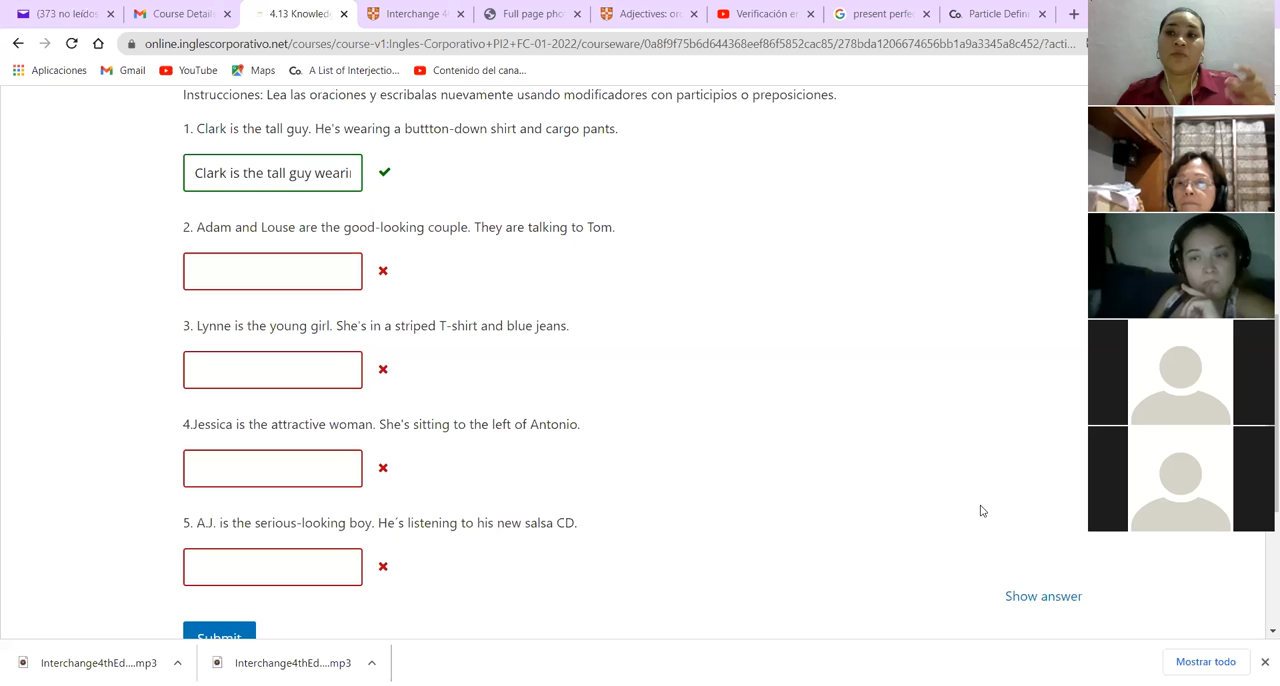 (373 no leídos)
Course Detail
4.13 Knowled
Interchange 4
Full page pho
Adjectives: or
Verificación e
present perfe
Particle Defin
online.inglescorporativo.net/courses/course-v1:Ingles-Corporativo+PI2+FC-01-2022/courseware/0a8f9f75b6d644368eef86f5852cac85/278bda1206674656bb1a9a3345a8c452/?acti...
Aplicaciones
Gmail
YouTube
Maps
Co. A List of Interjectio...
Contenido del cana...
Instrucciones: Lea las oraciones y escribalas nuevamente usando modificadores con participios o preposiciones.
1. Clark is the tall guy. He's wearing a buttton-down shirt and cargo pants.
Clark is the tall guy weari
2. Adam and Louse are the good-looking couple. They are talking to Tom.
3. Lynne is the young girl. She's in a striped T-shirt and blue jeans.
4.Jessica is the attractive woman. She's sitting to the left of Antonio.
5. A.J. is the serious-looking boy. He´s listening to his new salsa CD.
Show answer
Submit
Interchange4thEd....mp3
Interchange4thEd....mp3
Mostrar todo